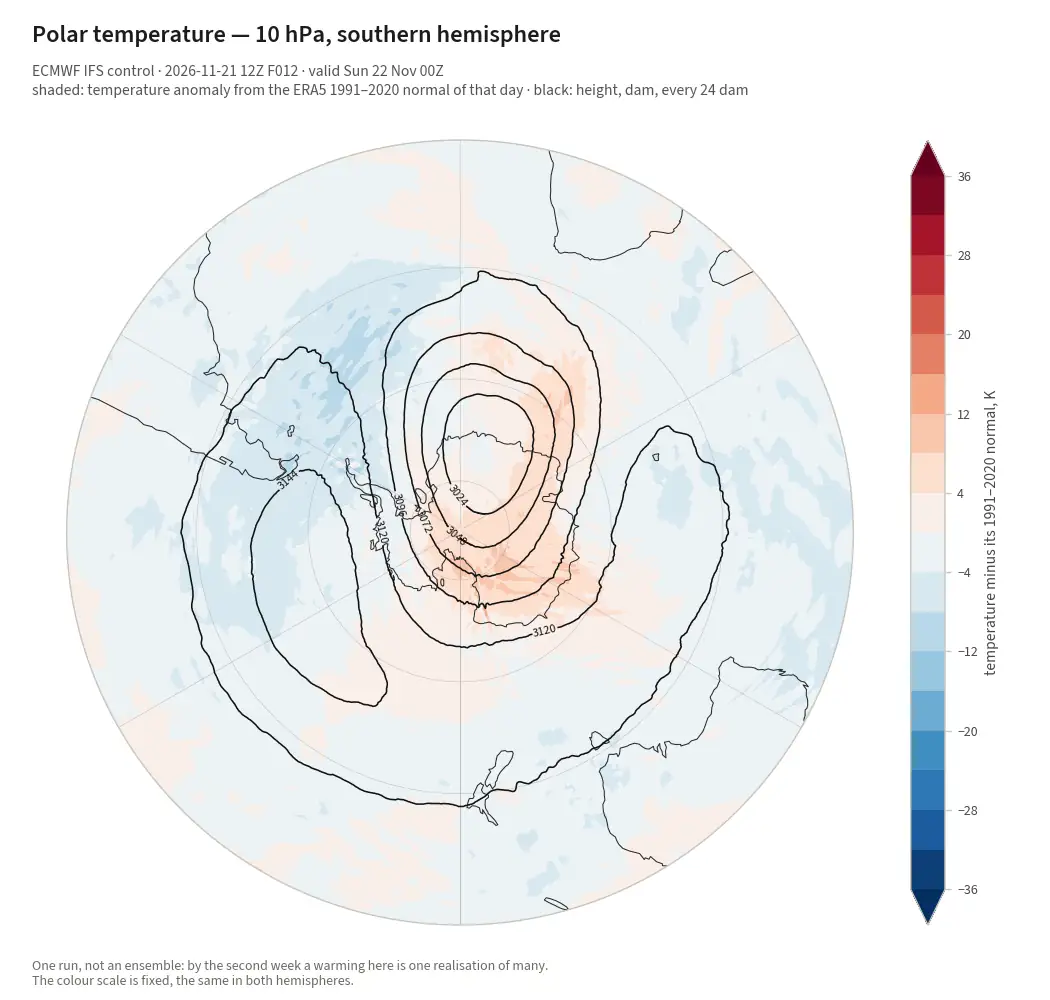 Polar temperature — 10 hPa, southern hemisphere
ECMWF IFS control · 2026-11-21 12Z F012 · valid Sun 22 Nov 00Z
shaded: temperature anomaly from the ERA5 1991–2020 normal of that day · black: height, dam, every 24 dam
36
28
20
12
4
−4
−12
−20
−28
−36
temperature minus its 1991–2020 normal, K
3144
3120
3096
3072
3024
3048
3120
One run, not an ensemble: by the second week a warming here is one realisation of many.
The colour scale is fixed, the same in both hemispheres.